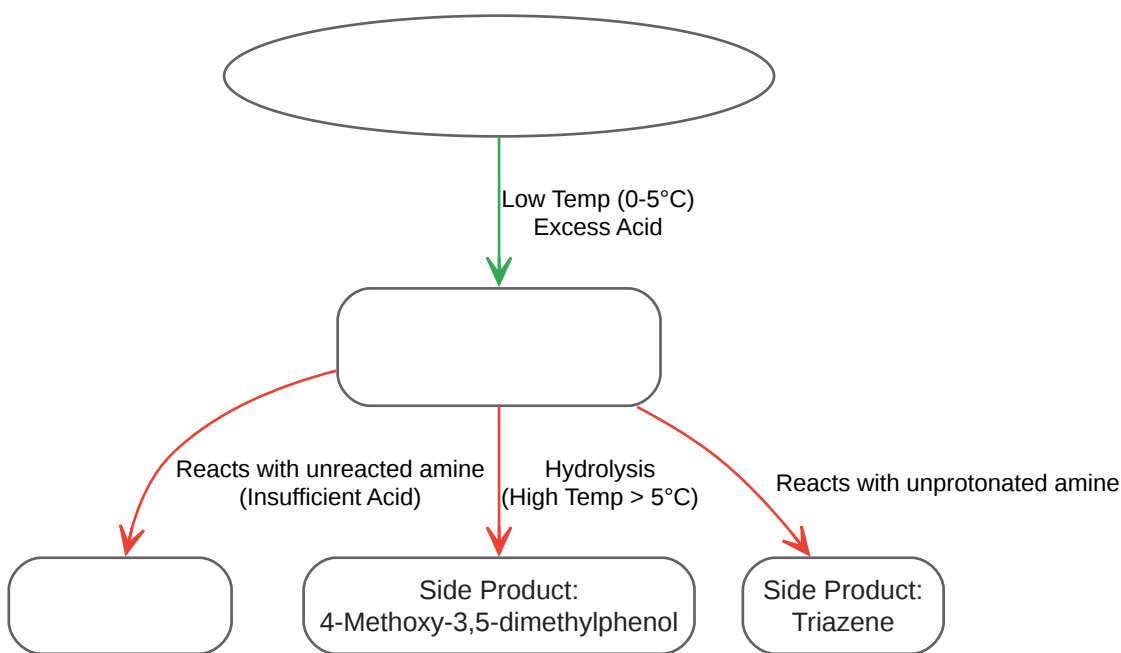 Low Temp (0-5°C)
Excess Acid
Reacts with unreacted amine
(Insufficient Acid)
Hydrolysis
(High Temp > 5°C)
Reacts with unprotonated amine
Side Product:
4-Methoxy-3,5-dimethylphenol
Side Product:
Triazene